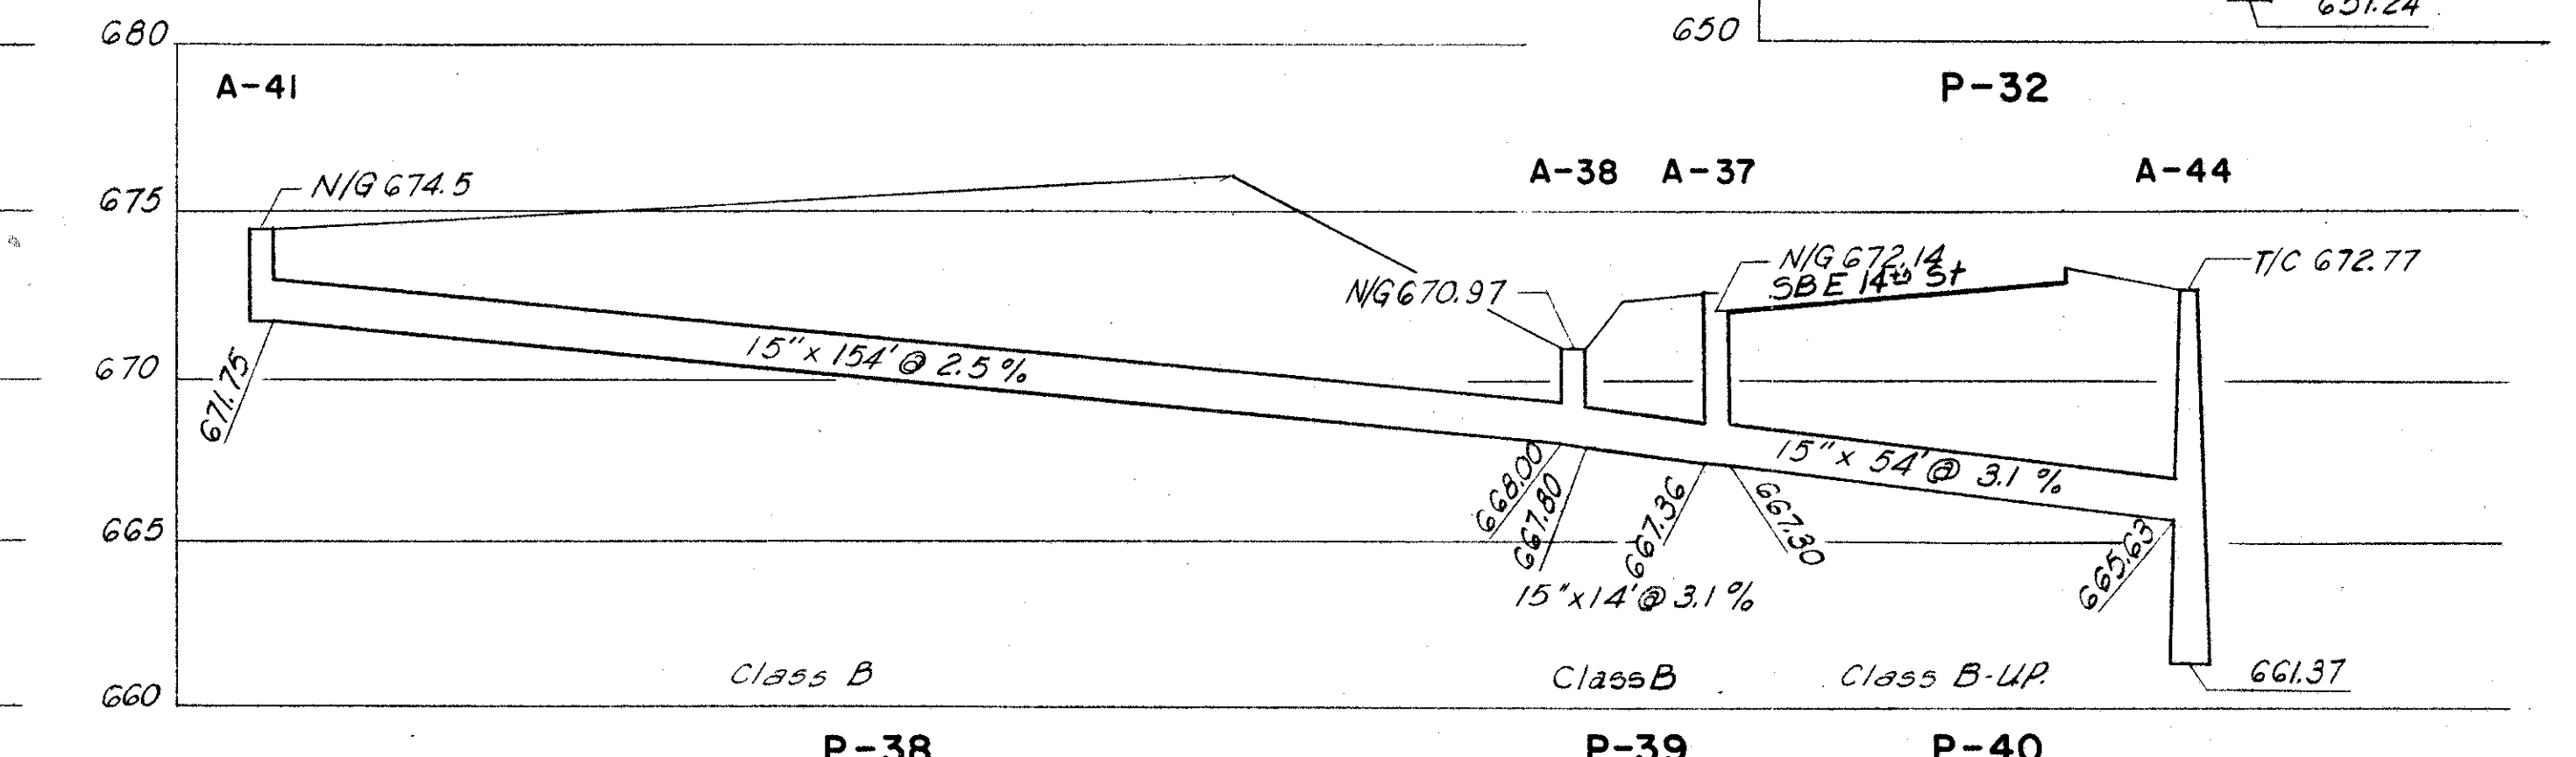 651.24
680
650
A-41
P-32
A-38
A-37
A-44
N/G 674.5
675
N/G 672.14
SB E 14th St
T/C 672.77
N/G 670.97
15" x 154' @ 2.5 %
670
671.75
15" x 54' @ 3.1 %
668.00
667.80
667.36
667.30
665.63
665
15" x 14' @ 3.1 %
Class B
Class B
Class B-U.P.
661.37
660
P-38
P-39
P-40